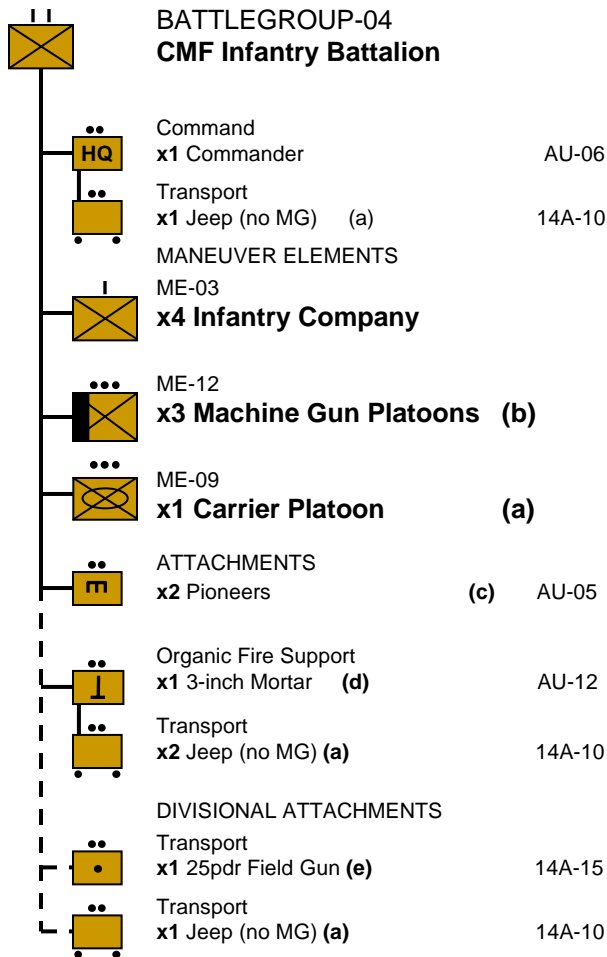 BATTLEGROUP-04
CMF Infantry Battalion
Command
HQ x1 Commander AU-06
Transport
x1 Jeep (no MG) (a) 14A-10
MANEUVER ELEMENTS
ME-03
x4 Infantry Company
ME-12
x3 Machine Gun Platoons (b)
ME-09
x1 Carrier Platoon (a)
ATTACHMENTS
x2 Pioneers (c) AU-05
Organic Fire Support
x1 3-inch Mortar (d) AU-12
Transport
x2 Jeep (no MG) (a) 14A-10
DIVISIONAL ATTACHMENTS
Transport
x1 25pdr Field Gun (e) 14A-15
Transport
x1 Jeep (no MG) (a) 14A-10